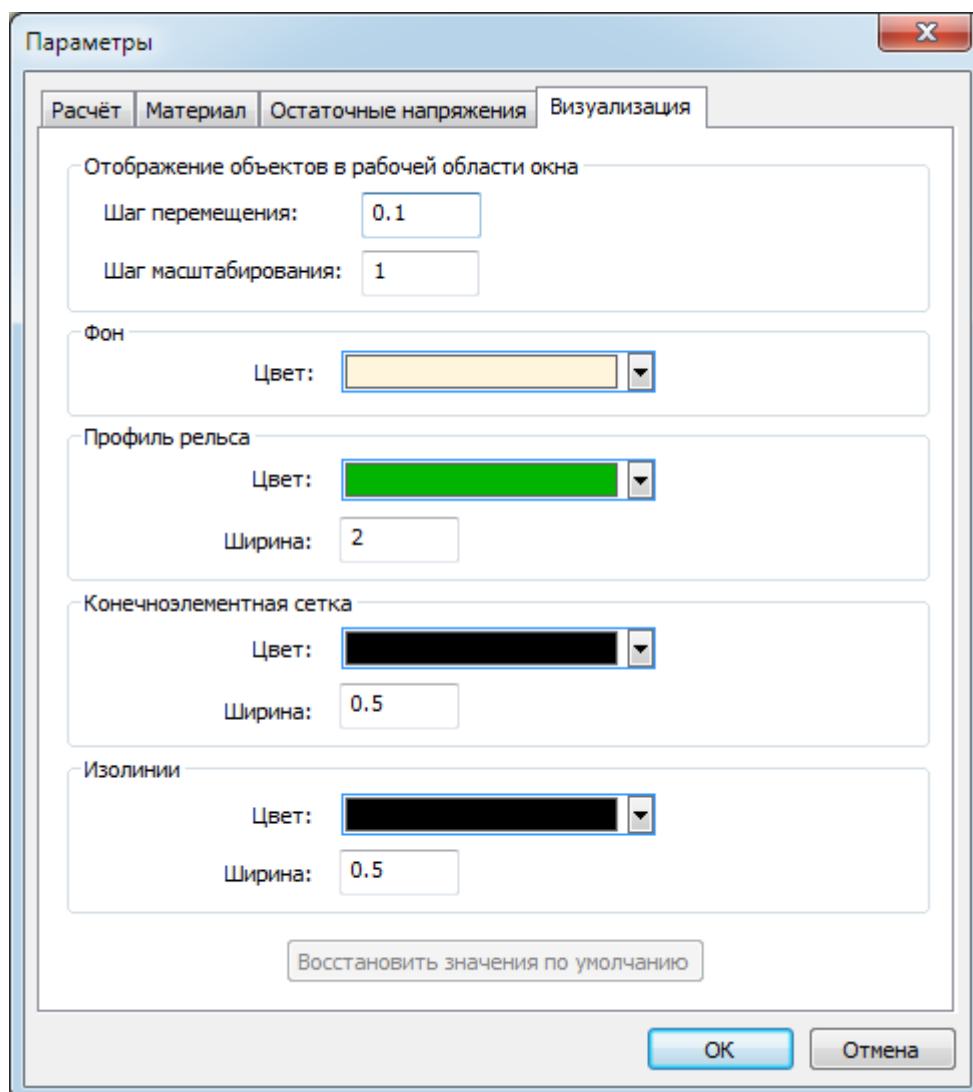 Параметры
Расчёт Материал Остаточные напряжения Визуализация
Отображение объектов в рабочей области окна
Шаг перемещения: 0.1
Шаг масштабирования: 1
Фон
Цвет:
Профиль рельса
Цвет:
Ширина: 2
Конечноэлементная сетка
Цвет:
Ширина: 0.5
Изолинии
Цвет:
Ширина: 0.5
Восстановить значения по умолчанию
OK Отмена